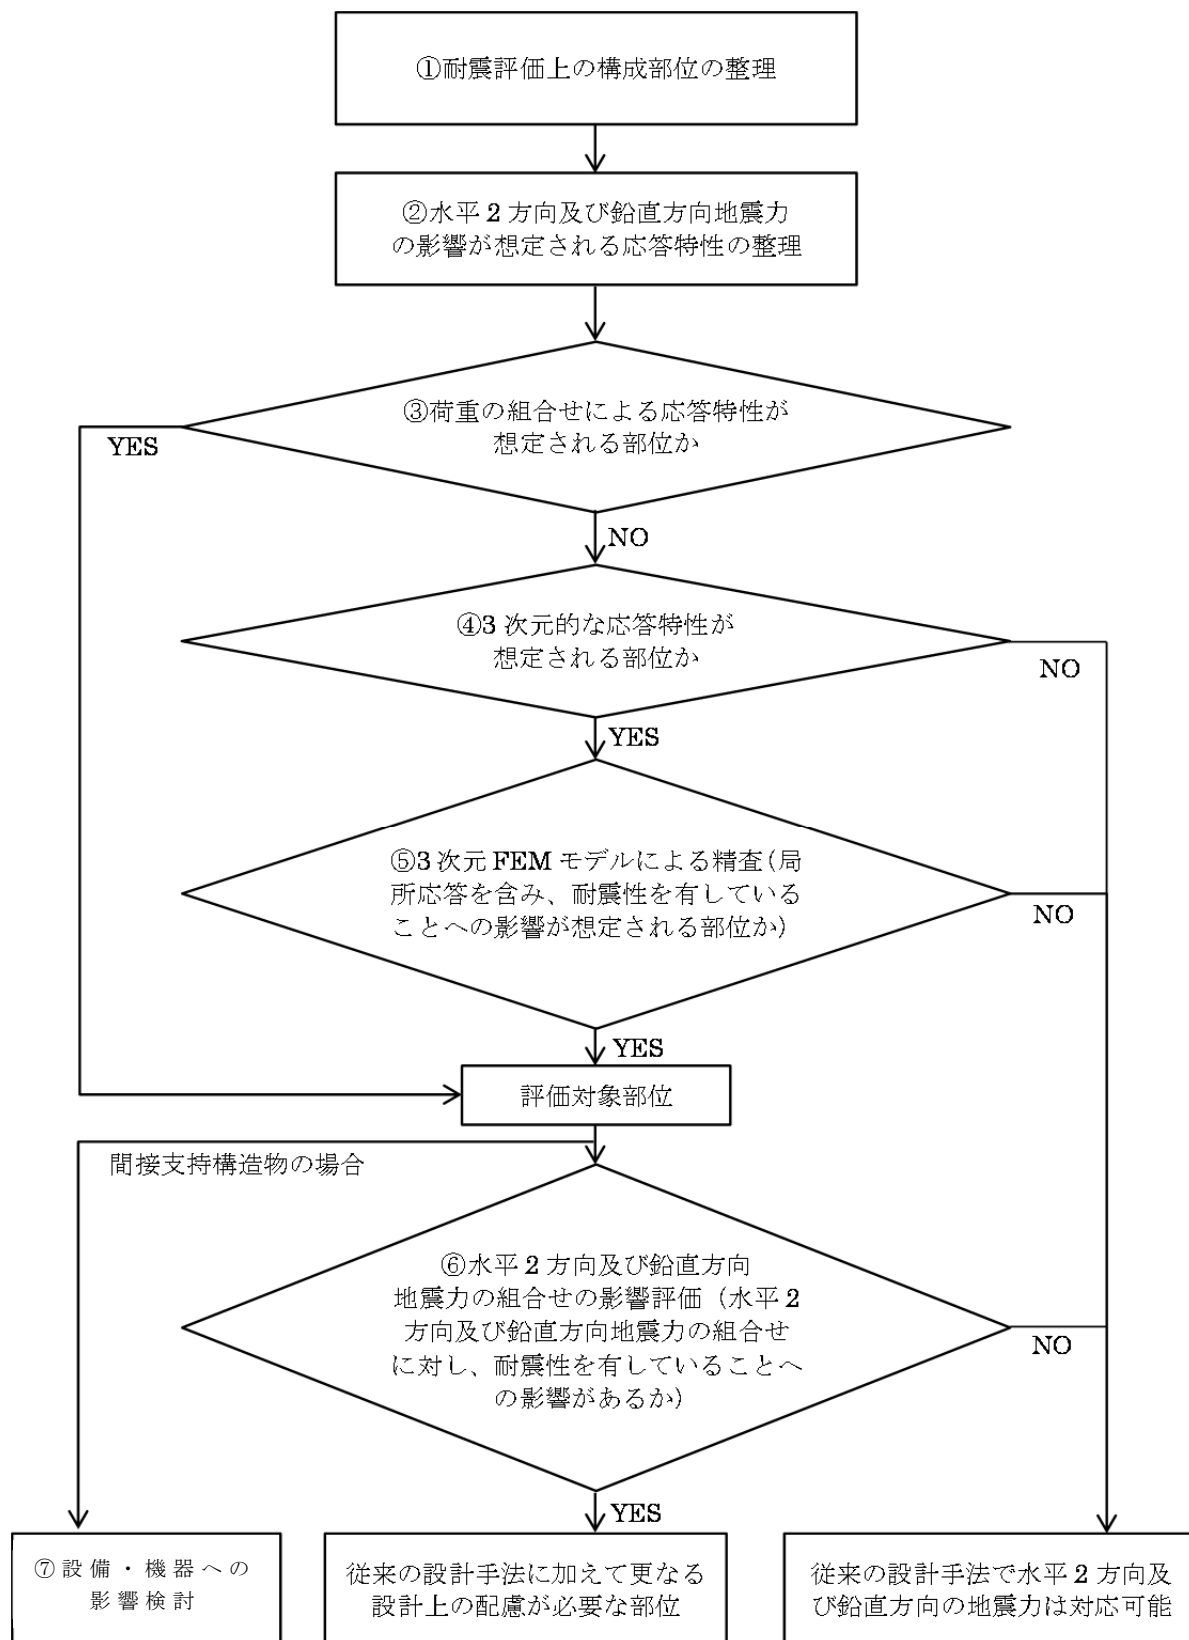 ①耐震評価上の構成部位の整理
②水平 2 方向及び鉛直方向地震力
の影響が想定される応答特性の整理
③荷重の組合せによる応答特性が
想定される部位か
YES
NO
④3 次元的な応答特性が
想定される部位か
NO
YES
⑤3 次元 FEM モデルによる精査(局
所応答を含み、耐震性を有している
ことへの影響が想定される部位か)
NO
YES
評価対象部位
間接支持構造物の場合
⑥水平 2 方向及び鉛直方向
地震力の組合せの影響評価（水平 2
方向及び鉛直方向地震力の組合せ
に対し、耐震性を有していることへ
の影響があるか)
NO
YES
⑦設備・機器への
影響検討
従来の設計手法に加えて更なる
設計上の配慮が必要な部位
従来の設計手法で水平 2 方向及
び鉛直方向の地震力は対応可能